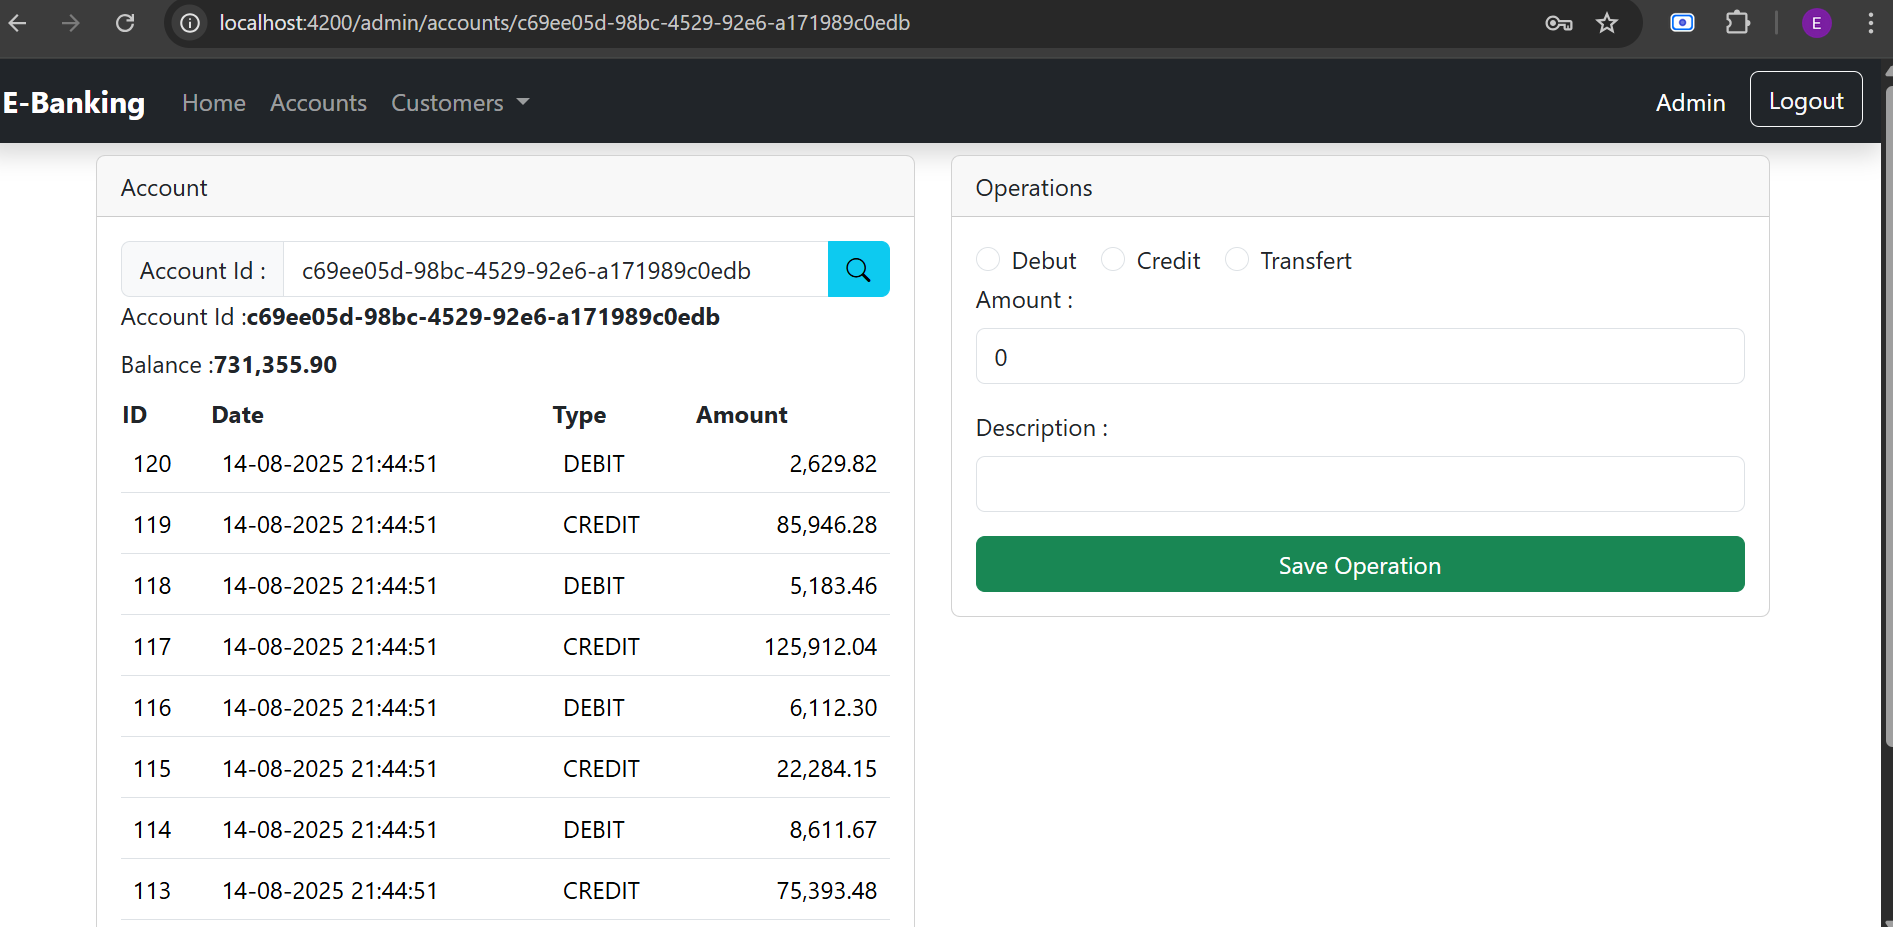 localhost:4200/admin/accounts/c69ee05d-98bc-4529-92e6-a171989c0edb
E
E-Banking Home Accounts Customers Admin Logout
Account
Account Id : c69ee05d-98bc-4529-92e6-a171989c0edb
Account Id :c69ee05d-98bc-4529-92e6-a171989c0edb
Balance :731,355.90
ID Date Type Amount
120 14-08-2025 21:44:51 DEBIT 2,629.82
119 14-08-2025 21:44:51 CREDIT 85,946.28
118 14-08-2025 21:44:51 DEBIT 5,183.46
117 14-08-2025 21:44:51 CREDIT 125,912.04
116 14-08-2025 21:44:51 DEBIT 6,112.30
115 14-08-2025 21:44:51 CREDIT 22,284.15
114 14-08-2025 21:44:51 DEBIT 8,611.67
113 14-08-2025 21:44:51 CREDIT 75,393.48
Operations
Debut Credit Transfert
Amount :
0
Description :
Save Operation